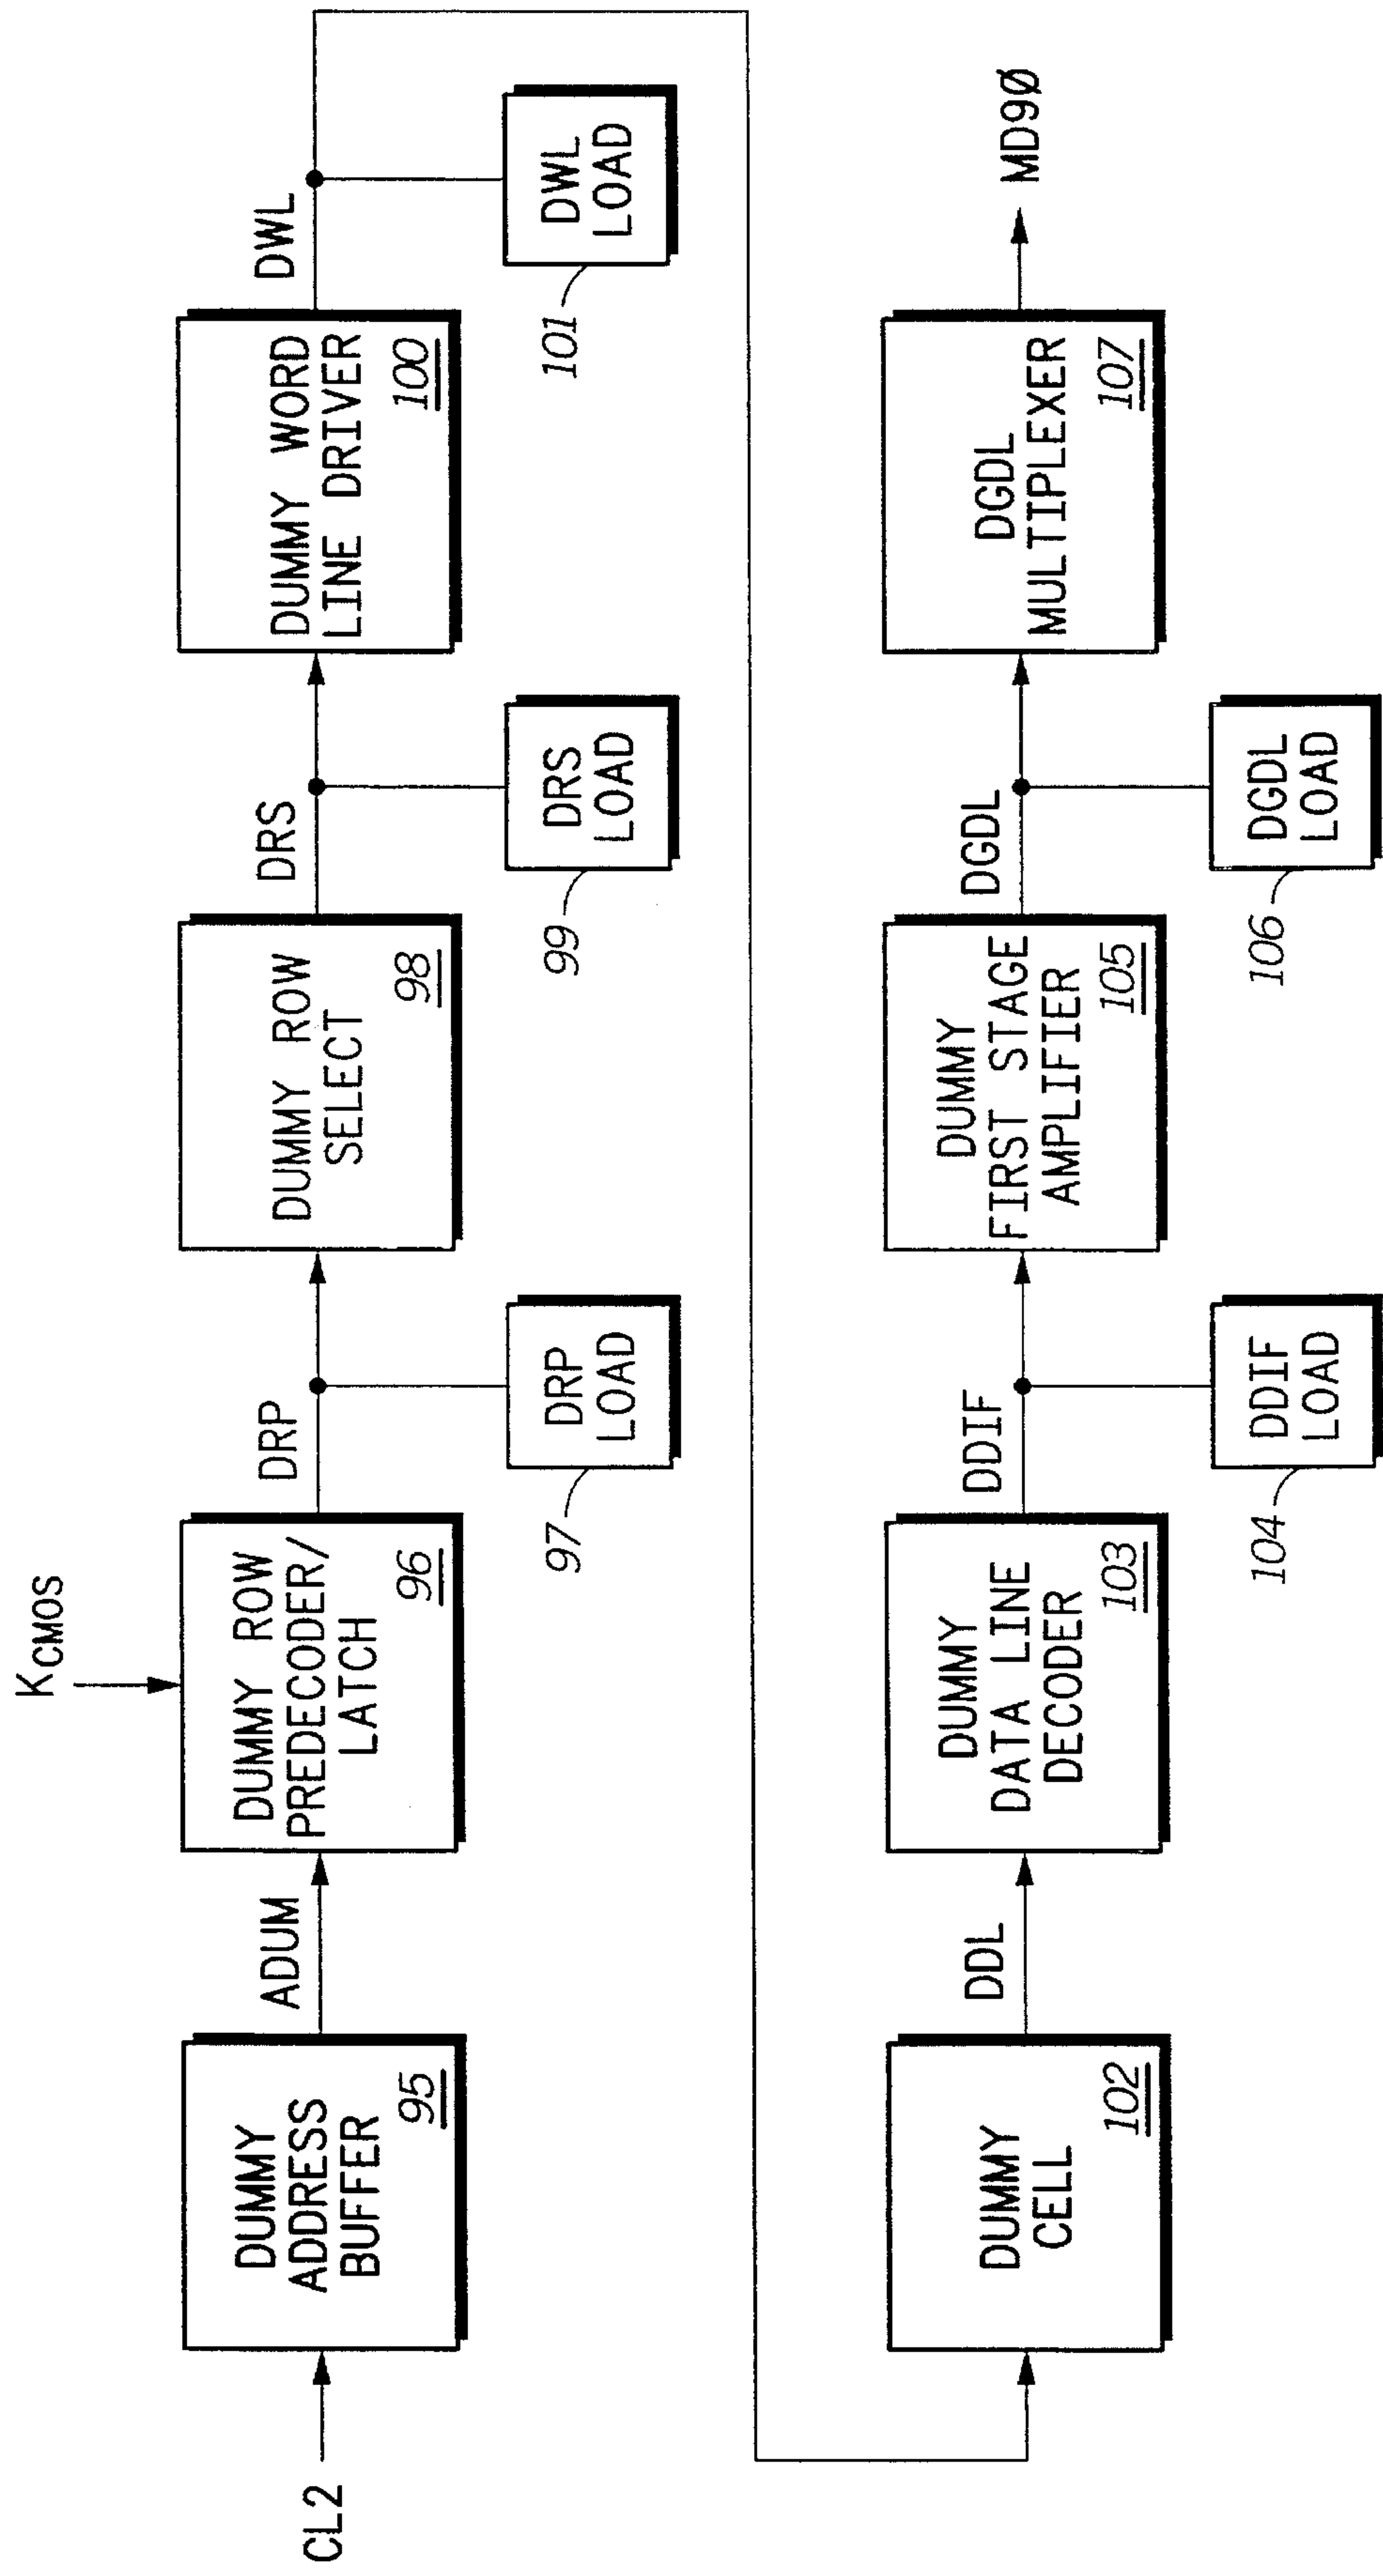 CL2
DUMMY
ADDRESS
BUFFER
95
ADUM
KCMOS
DUMMY ROW
PREDECODER/
LATCH
96
DRP
DRP
LOAD
97
DUMMY ROW
SELECT
98
DRS
DRS
LOAD
99
DUMMY WORD
LINE DRIVER
100
DWL
DWL
LOAD
101
DUMMY
CELL
102
DDL
DUMMY
DATA LINE
DECODER
103
DDIF
DDIF
LOAD
104
DUMMY
FIRST STAGE
AMPLIFIER
105
DGDL
DGDL
LOAD
106
DGDL
MULTIPLEXER
107
MD9Ø